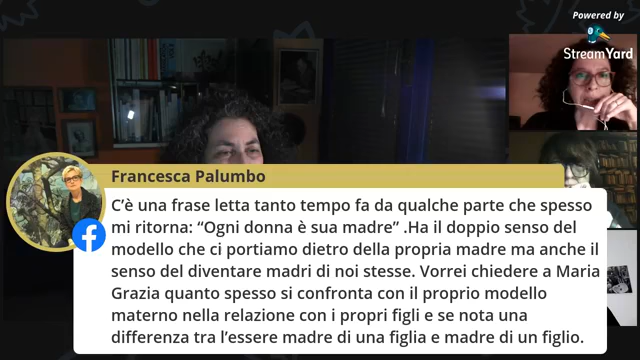 Powered by
StreamYard
Francesca Palumbo
C’è una frase letta tanto tempo fa da qualche parte che spesso
mi ritorna: “Ogni donna è sua madre” .Ha il doppio senso del
modello che ci portiamo dietro della propria madre ma anche il
senso del diventare madri di noi stesse. Vorrei chiedere a Maria
Grazia quanto spesso si confronta con il proprio modello
materno nella relazione con i propri figli e se nota una
differenza tra l’essere madre di una figlia e madre di un figlio.